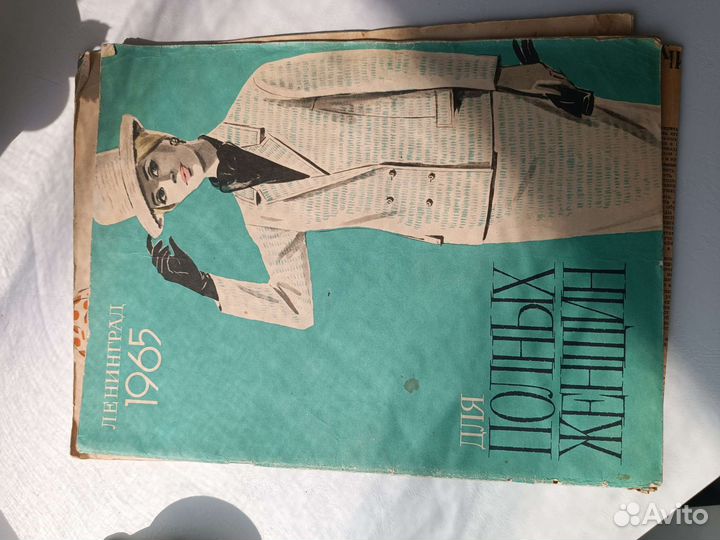 ЛЕНИНГРАД
1965
ДЛЯ
ПОЛНЫХ
ЖЕНЩИН
Avito